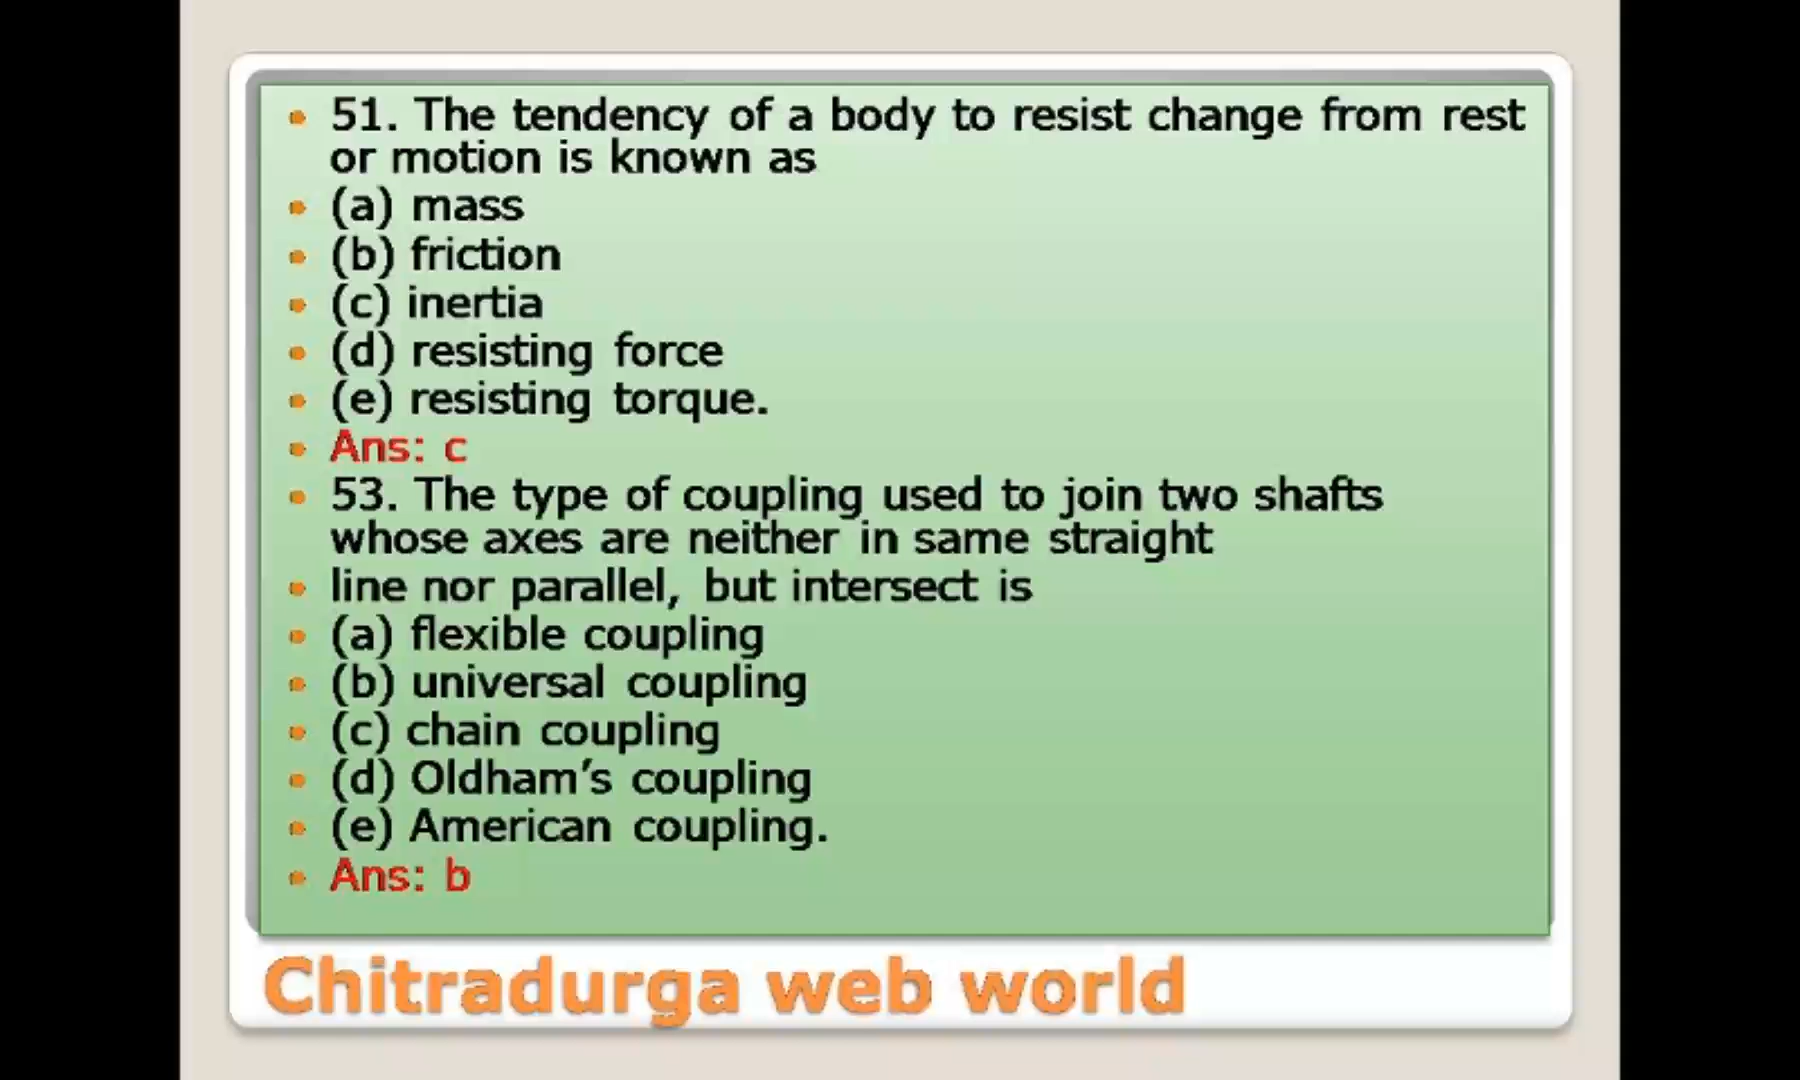 51. The tendency of a body to resist change from rest
or motion is known as
(a) mass
(b) friction
(c) inertia
(d) resisting force
(e) resisting torque.
Ans: c
53. The type of coupling used to join two shafts
whose axes are neither in same straight
line nor parallel, but intersect is
(a) flexible coupling
(b) universal coupling
(c) chain coupling
(d) Oldham’s coupling
(e) American coupling.
Ans: b
Chitradurga web world